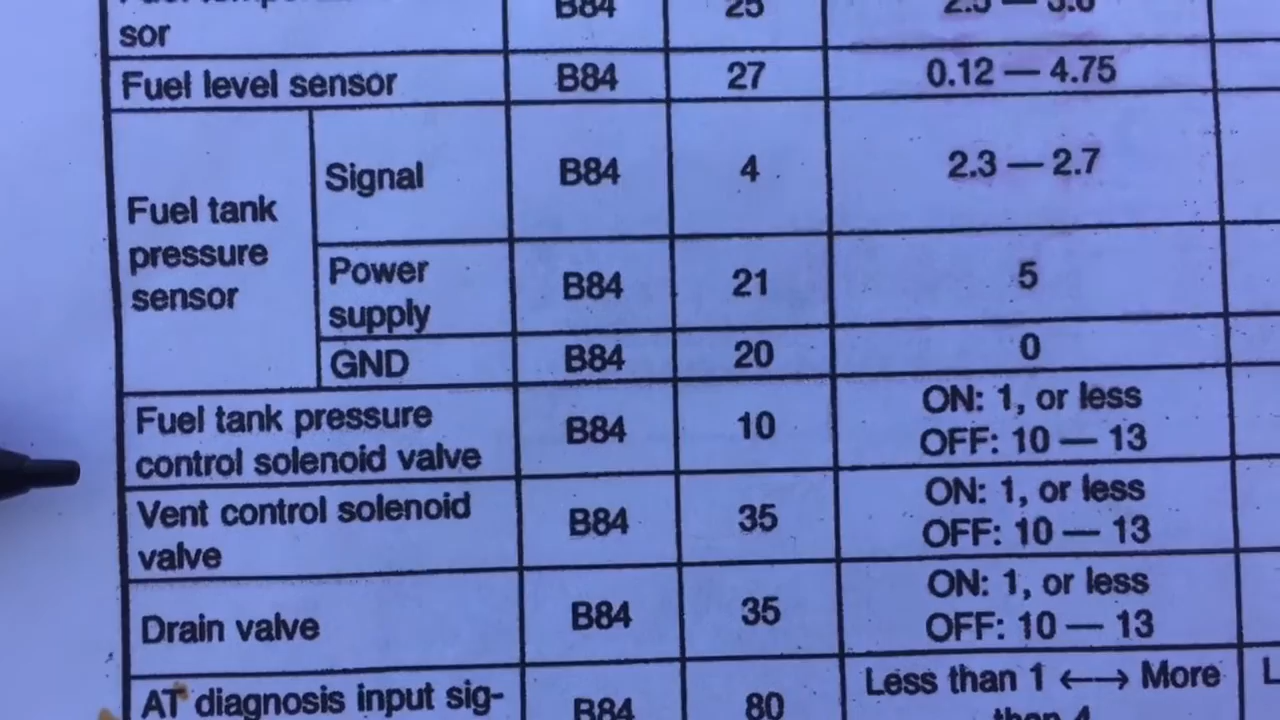 sor B84 25
Fuel level sensor B84 27 0.12 — 4.75
Fuel tank
pressure
sensor
Signal B84 4 2.3 — 2.7
Power
supply
B84 21 5
GND B84 20 0
Fuel tank pressure
control solenoid valve
B84 10
ON: 1, or less
OFF: 10 — 13
Vent control solenoid
valve
B84 35
ON: 1, or less
OFF: 10 — 13
Drain valve B84 35
ON: 1, or less
OFF: 10 — 13
AT diagnosis input sig-
B84 80
Less than 1 ←→ More
than 4